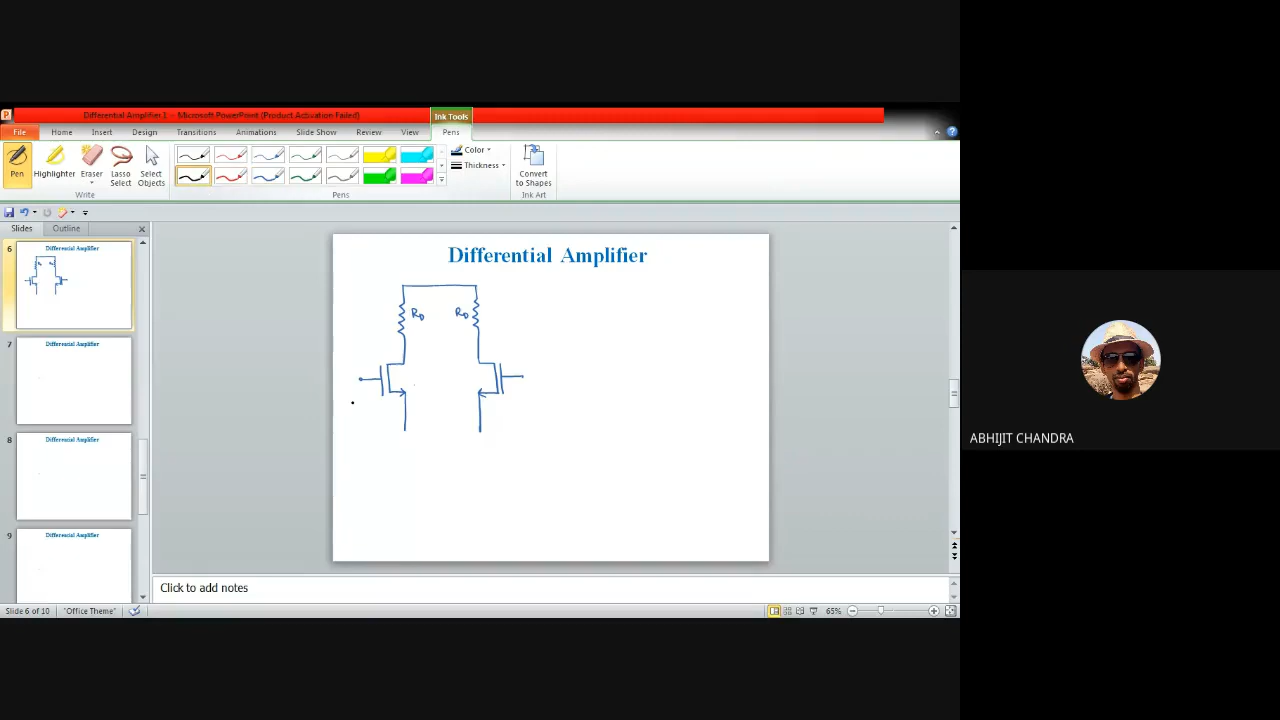 Differential Amplifier 1 - Microsoft PowerPoint (Product Activation Failed)
Ink Tools
File Home Insert Design Transitions Animations Slide Show Review View Pens
Pen Highlighter Eraser Lasso Select Select Objects
Color
Thickness
Convert to Shapes
Write Pens Ink Art
Slides Outline
6 Differential Amplifier
7 Differential Amplifier
8 Differential Amplifier
9 Differential Amplifier
Differential Amplifier
RD RD
Click to add notes
Slide 6 of 10 "Office Theme" 65%
ABHIJIT CHANDRA